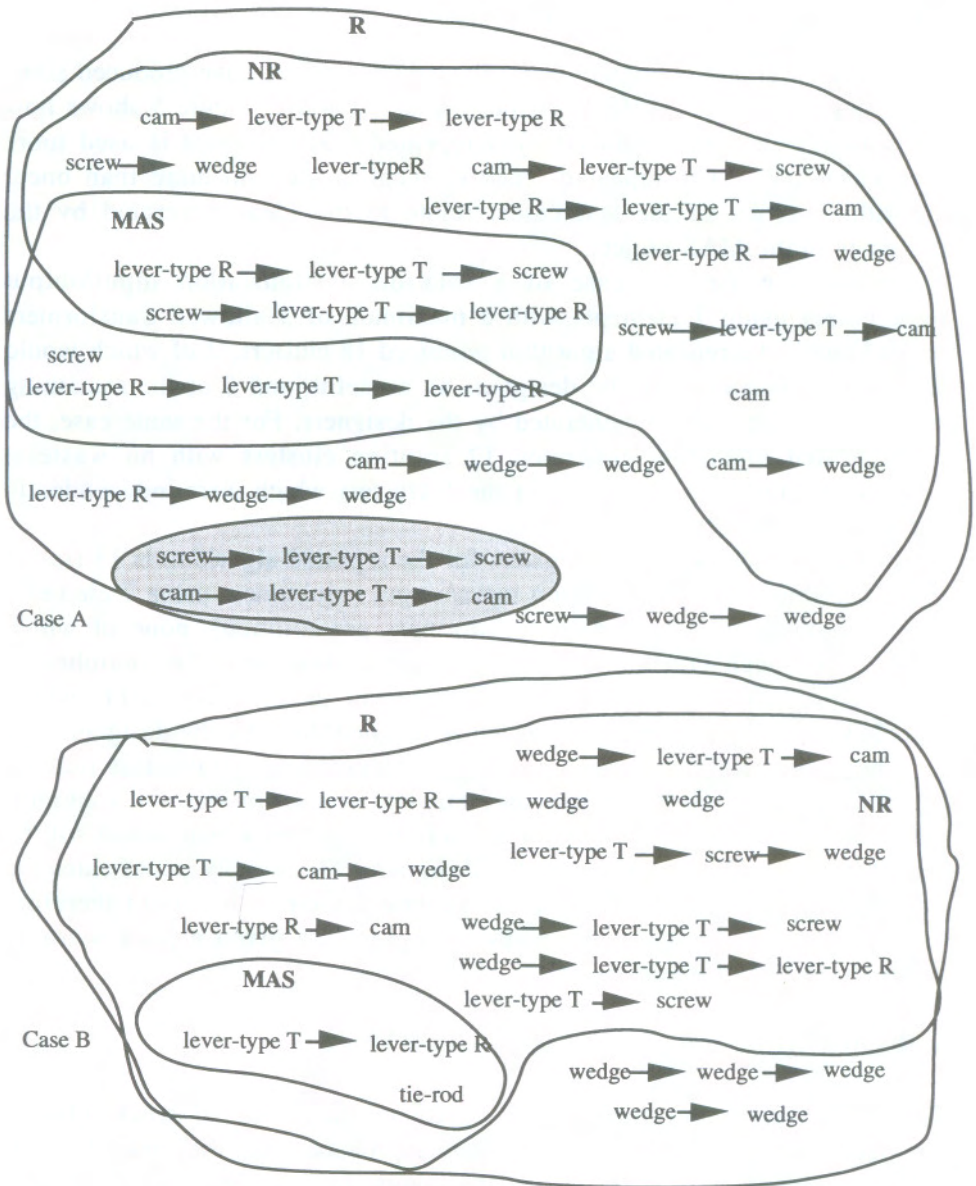 R
NR
cam → lever-type T → lever-type R
screw → wedge lever-typeR cam → lever-type T → screw
lever-type R → lever-type T → cam
MAS
lever-type R → wedge
lever-type R → lever-type T → screw
screw → lever-type T → lever-type R
screw → lever-type T → cam
screw
lever-type R → lever-type T → lever-type R
cam
cam → wedge → wedge cam → wedge
lever-type R → wedge → wedge
screw → lever-type T → screw
cam → lever-type T → cam
Case A
screw → wedge → wedge
R
wedge → lever-type T → cam
lever-type T → lever-type R → wedge wedge
NR
lever-type T → screw → wedge
lever-type T → cam → wedge
lever-type R → cam
wedge → lever-type T → screw
wedge → lever-type T → lever-type R
MAS
lever-type T → screw
Case B
lever-type T → lever-type R
wedge → wedge → wedge
tie-rod
wedge → wedge